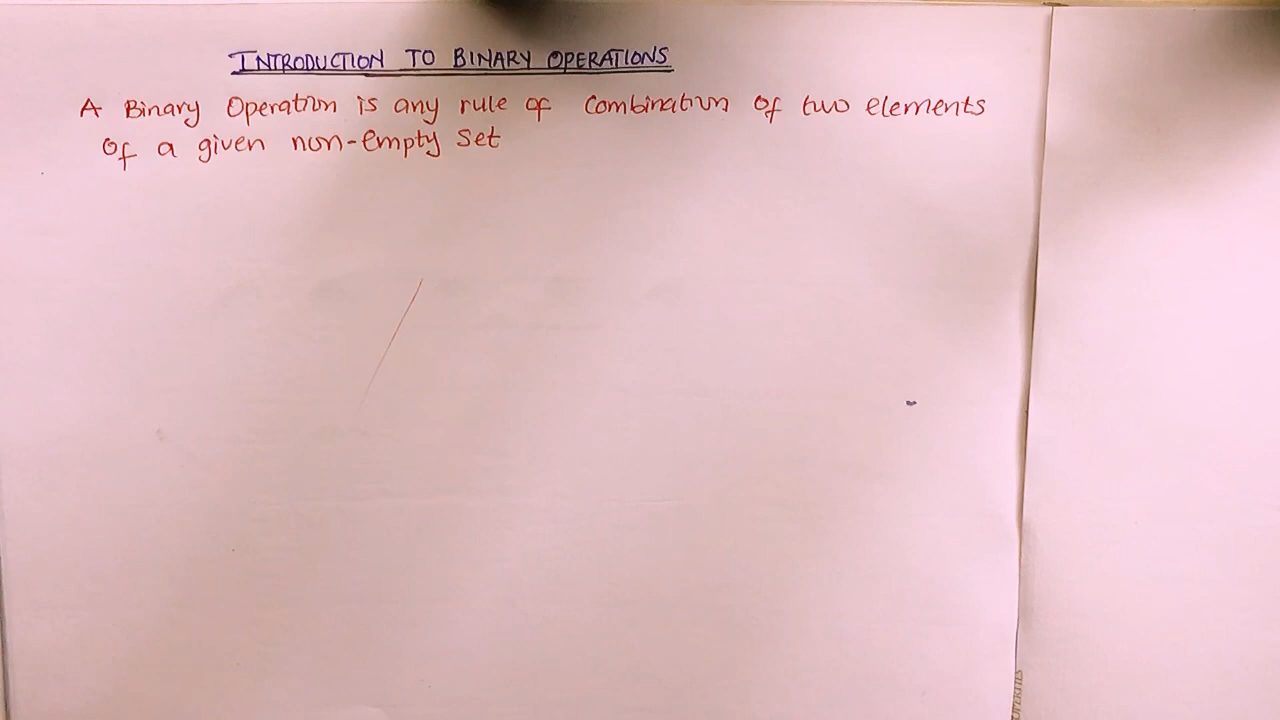 INTRODUCTION TO BINARY OPERATIONS
A Binary Operation is any rule of Combination of two elements
Of a given non-empty set